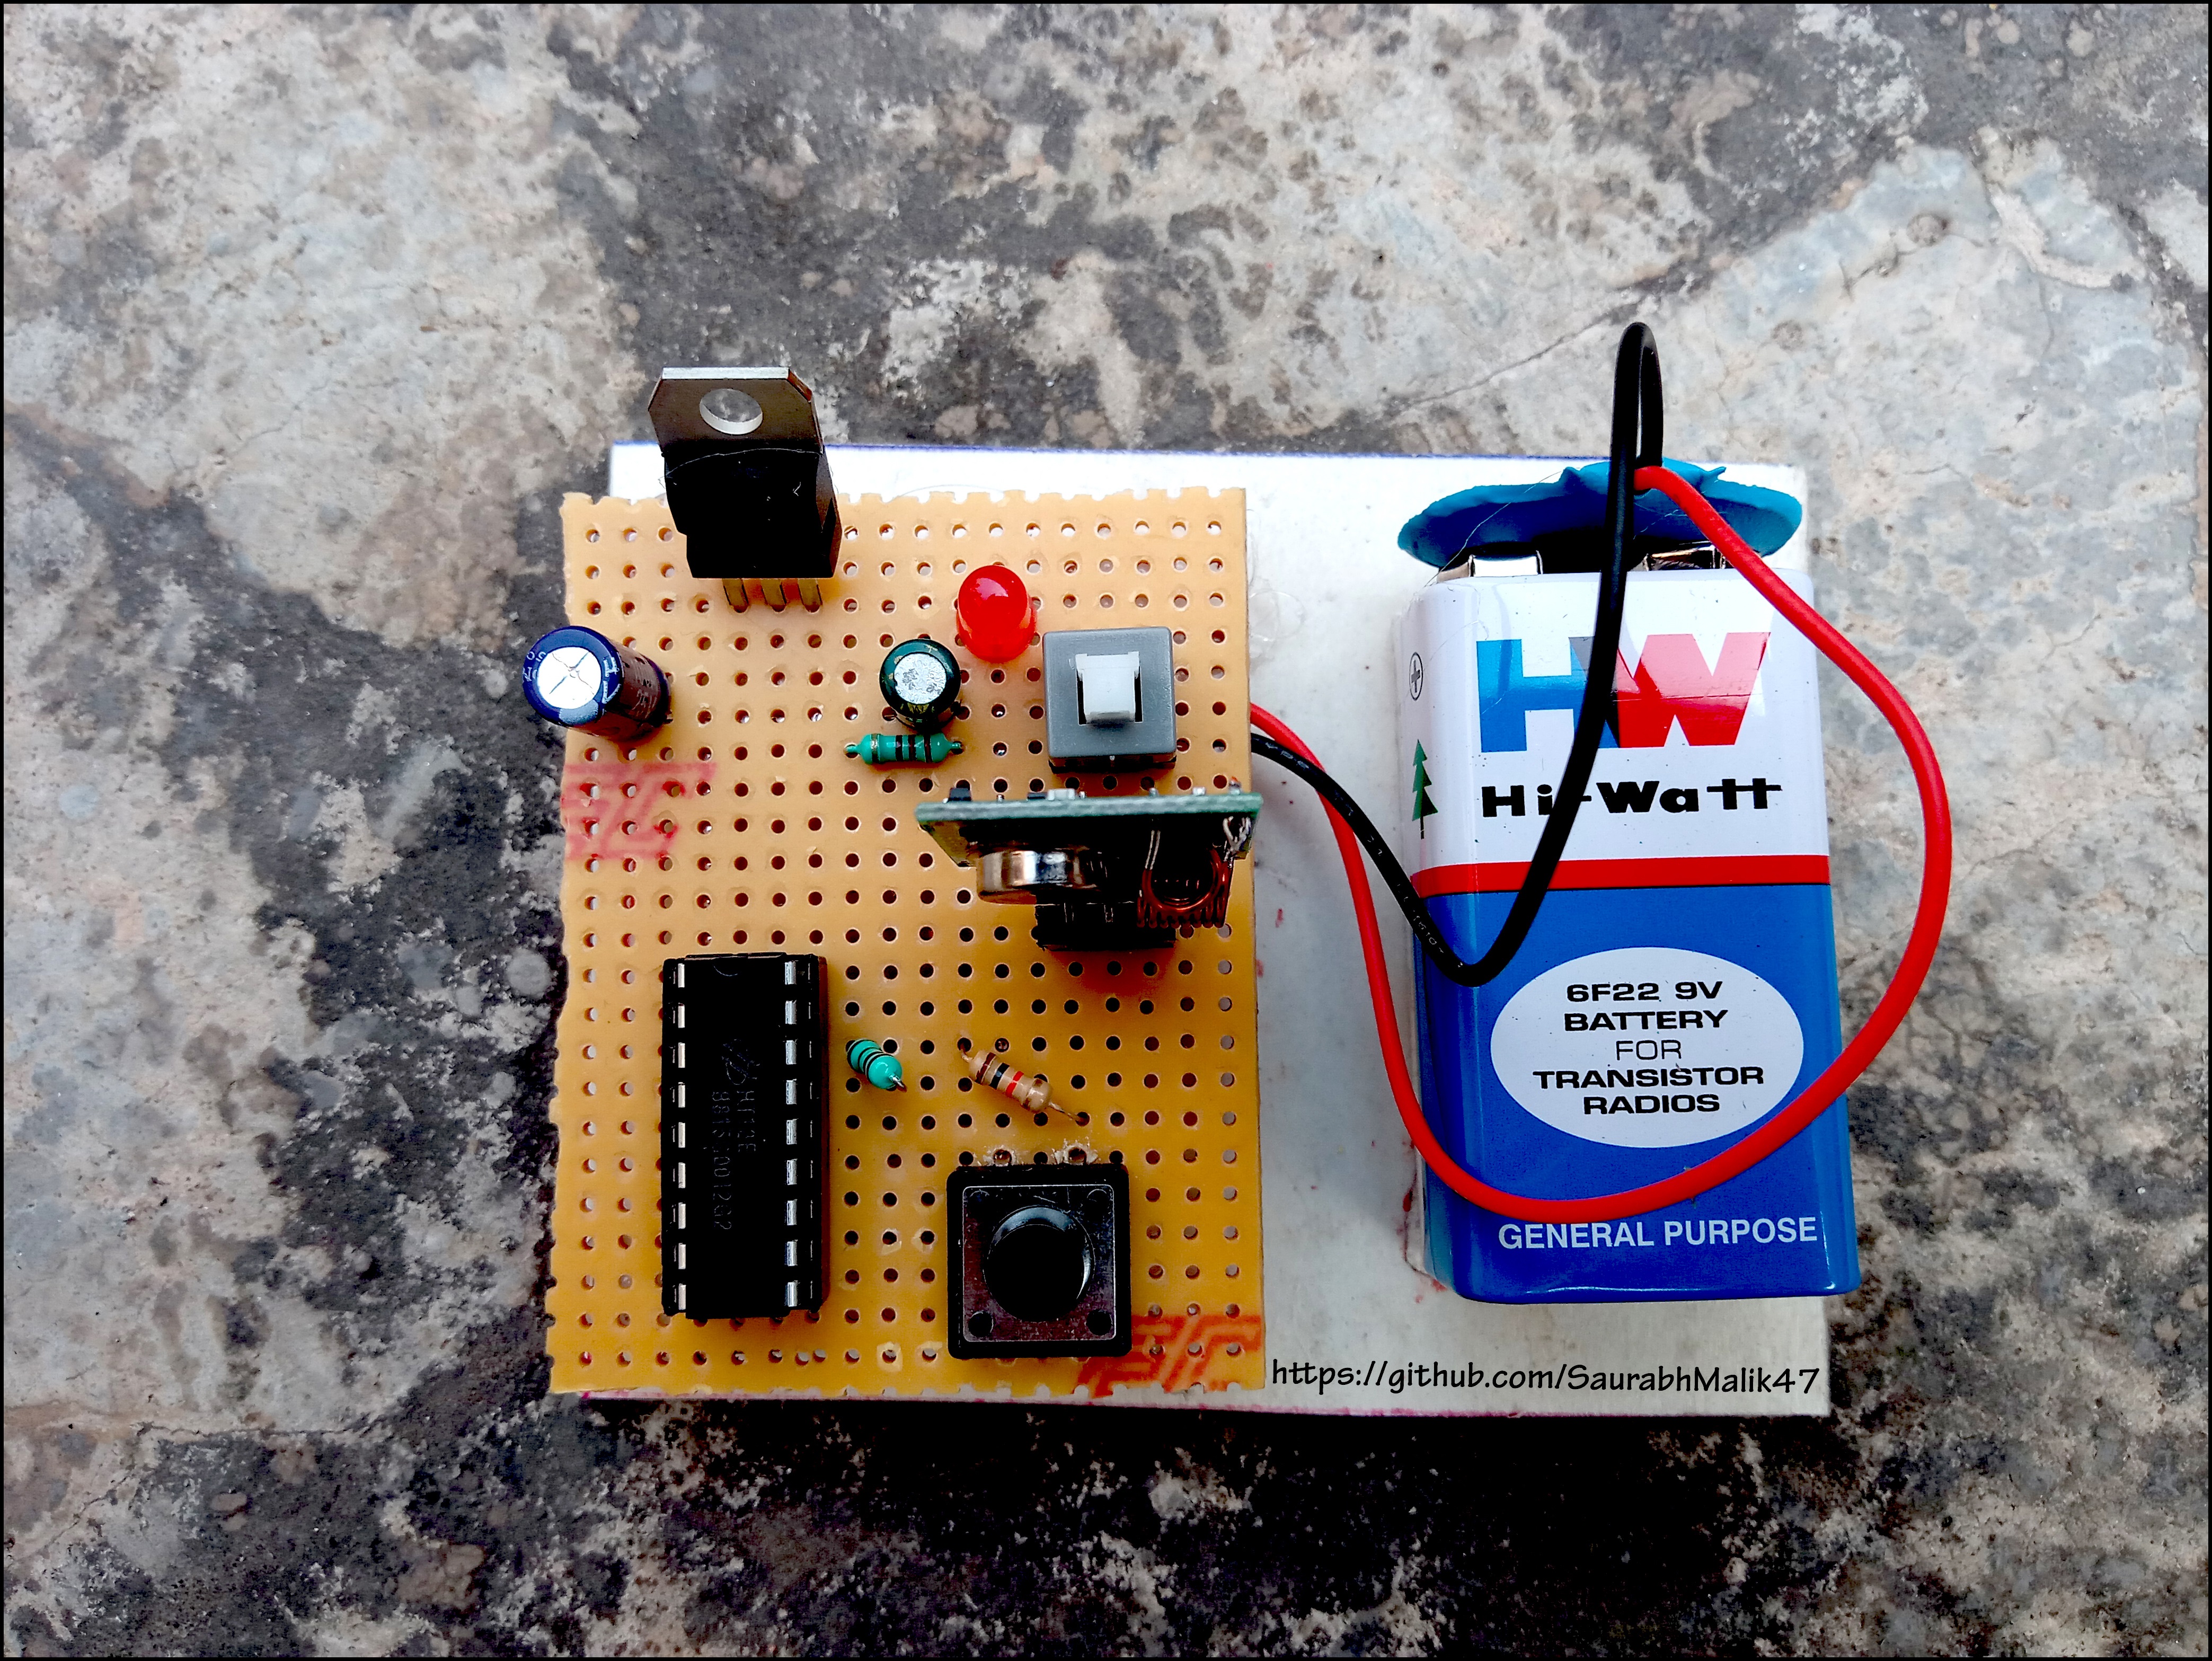 HW
Hi-Watt
6F22 9V
BATTERY
FOR
TRANSISTOR
RADIOS
GENERAL PURPOSE
https://github.com/SaurabhMalik47